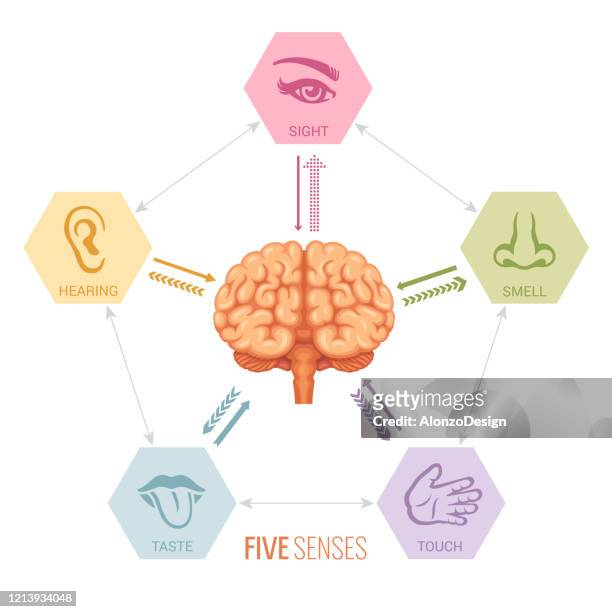 SIGHT
HEARING
SMELL
gettyimages
Credit: AlonzoDesign
TASTE
FIVE SENSES
TOUCH
1213934048